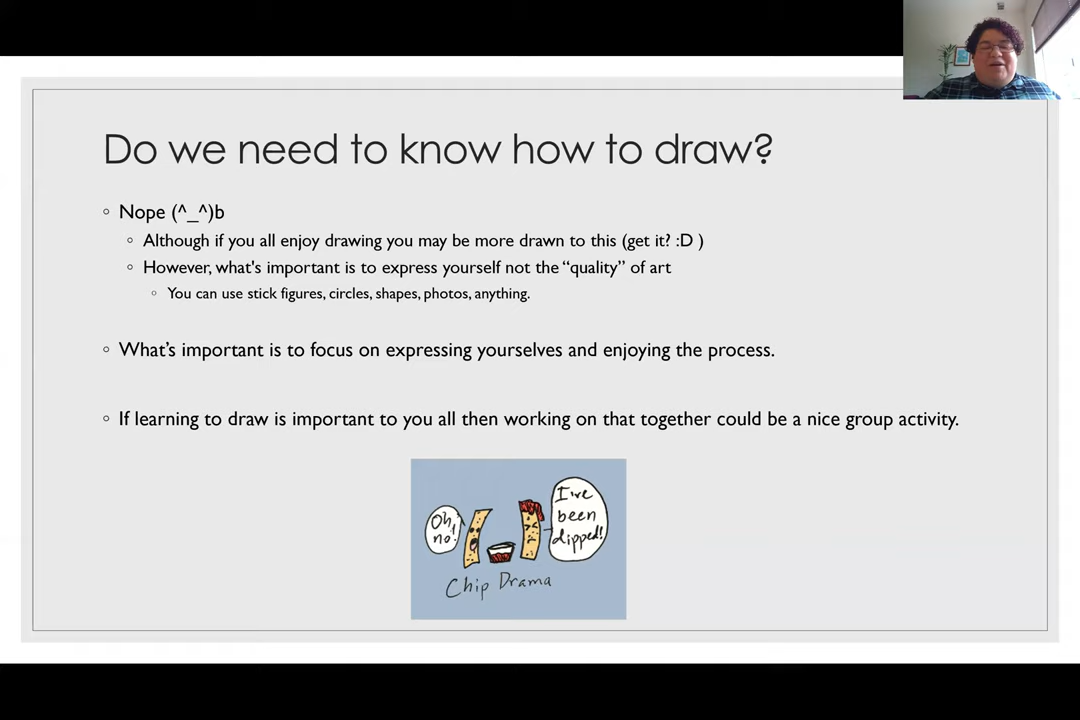 Do we need to know how to draw?
Nope (^_^)b
Although if you all enjoy drawing you may be more drawn to this (get it? :D )
However, what's important is to express yourself not the “quality” of art
You can use stick figures, circles, shapes, photos, anything.
What’s important is to focus on expressing yourselves and enjoying the process.
If learning to draw is important to you all then working on that together could be a nice group activity.
Oh,
no!
I've
been
dipped!
Chip Drama